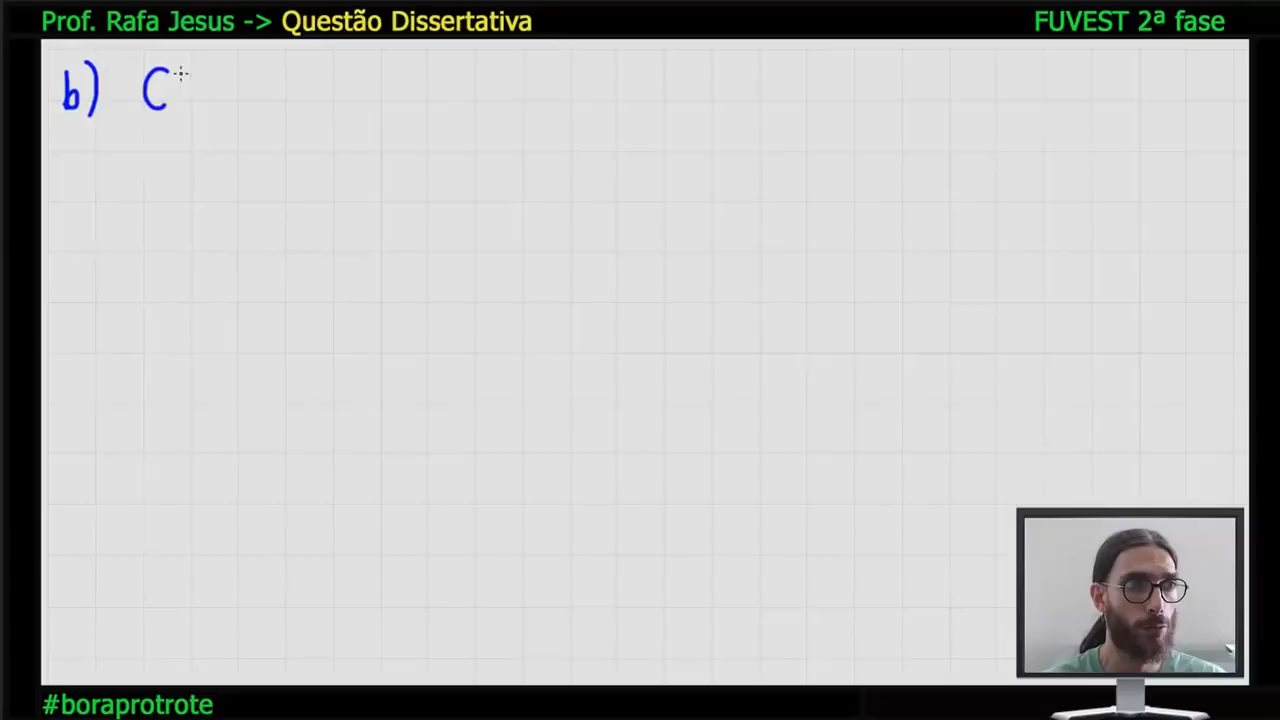 Prof. Rafa Jesus -> Questão Dissertativa
FUVEST 2ª fase
b) C
#boraprotrote